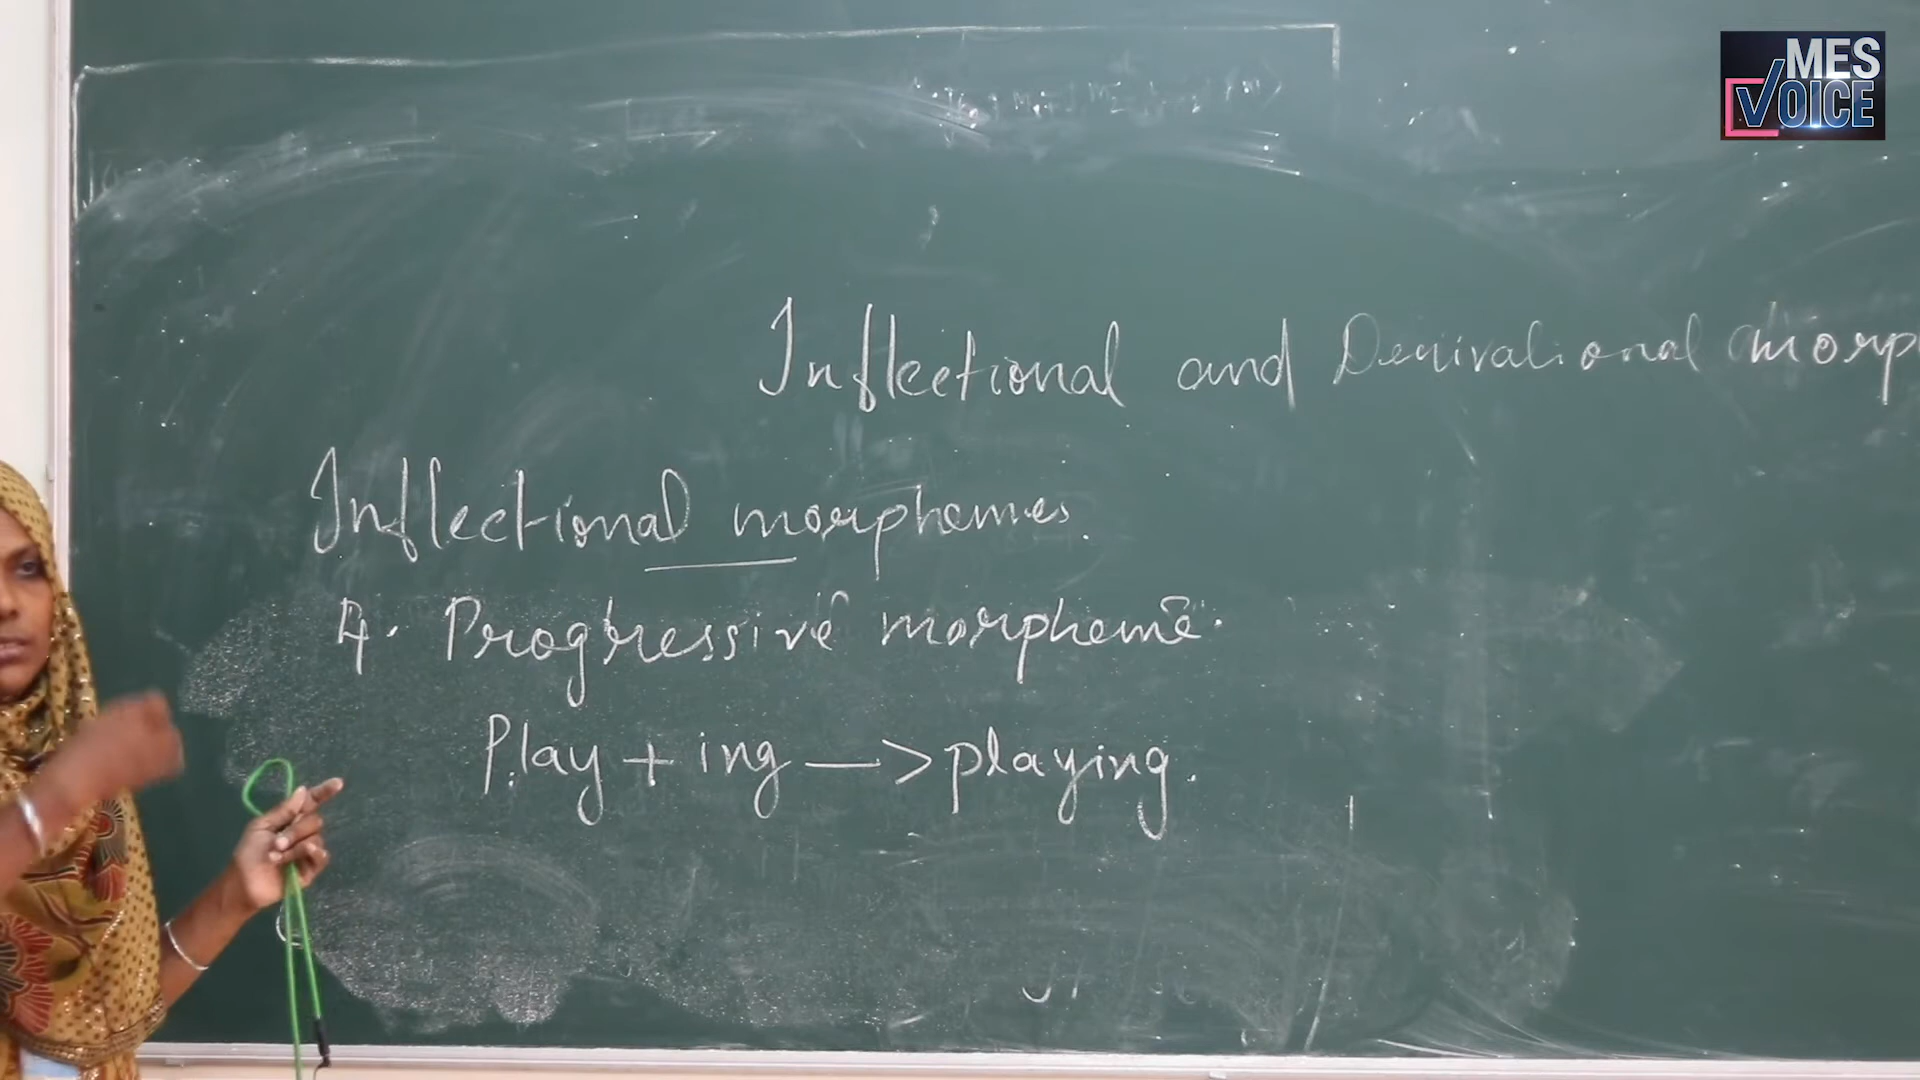 MES
VOICE
Inflectional and Derivational morp
Inflectional morphemes.
4. Progressive morpheme.
Play + ing —> playing.